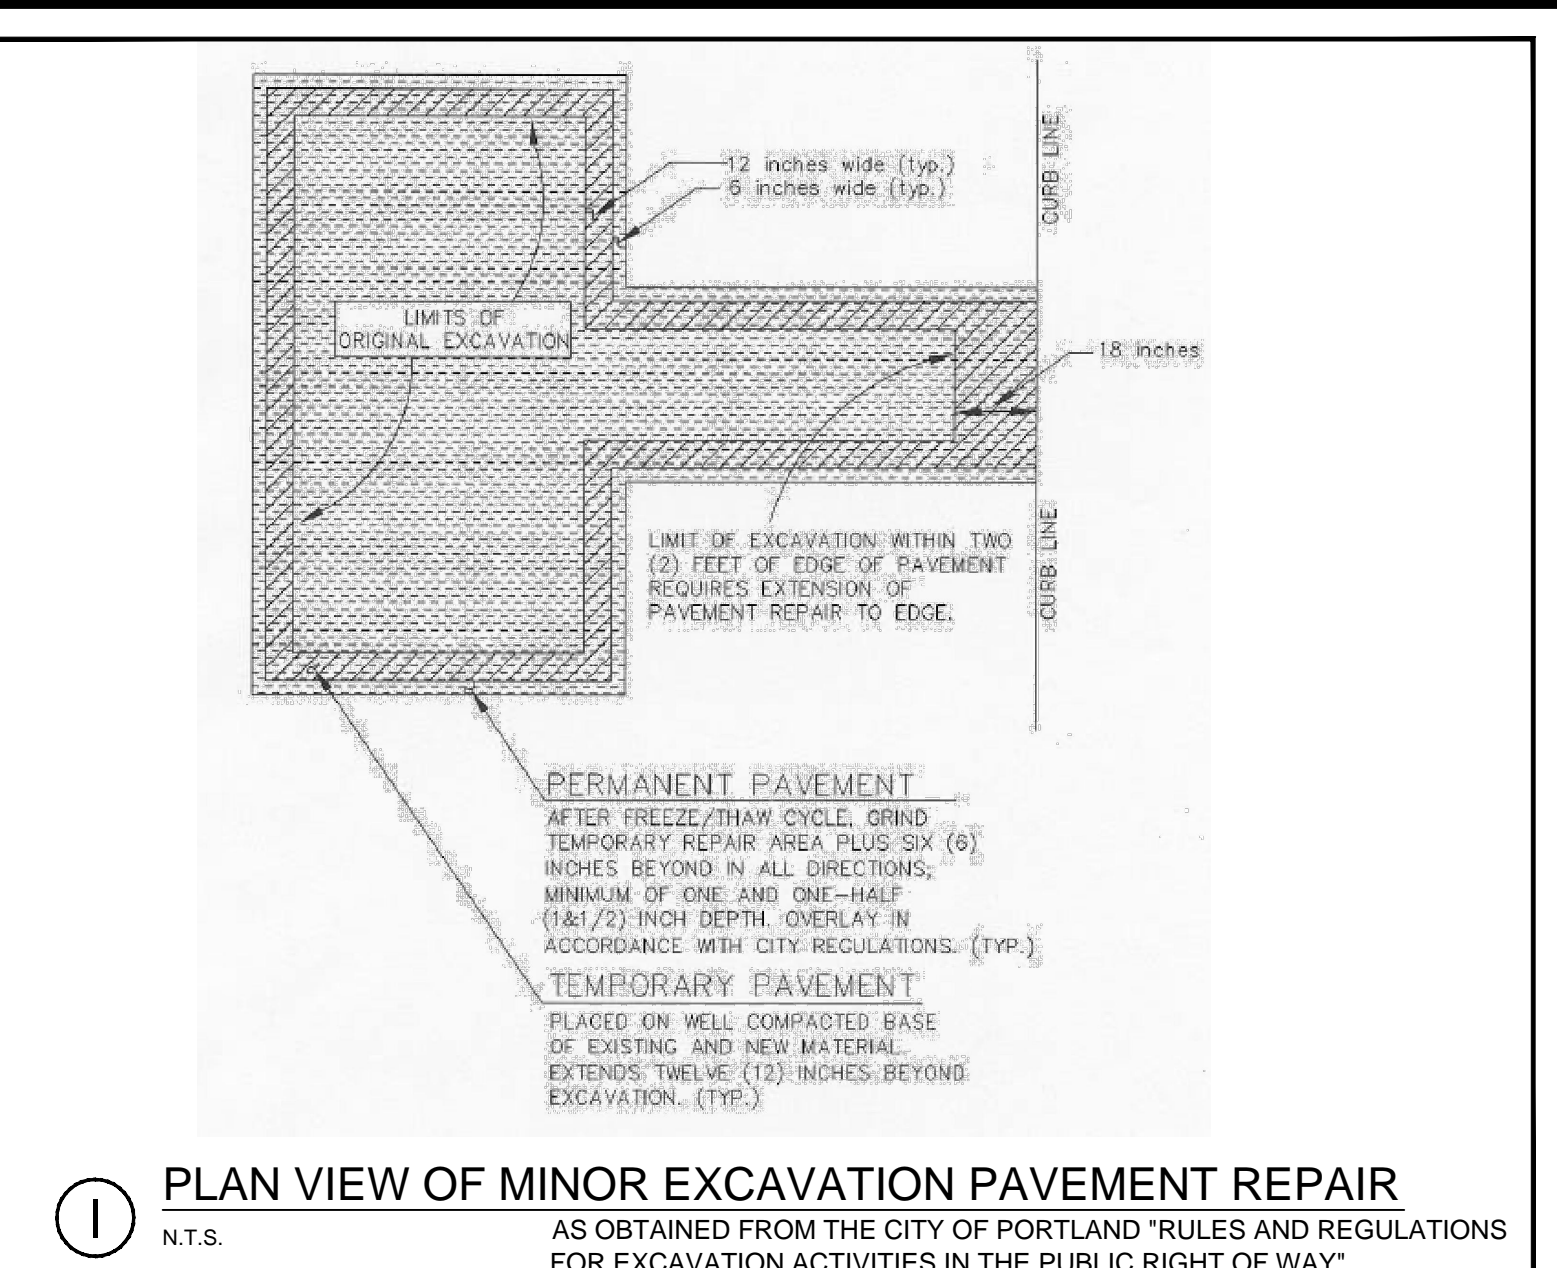 12 inches wide (typ.)
6 inches wide (typ.)
CURB LINE
LIMITS OF
ORIGINAL EXCAVATION
18 inches
LIMIT OF EXCAVATION WITHIN TWO
(2) FEET OF EDGE OF PAVEMENT
REQUIRES EXTENSION OF
PAVEMENT REPAIR TO EDGE.
CURB LINE
PERMANENT PAVEMENT
AFTER FREEZE/THAW CYCLE, GRIND
TEMPORARY REPAIR AREA PLUS SIX (6)
INCHES BEYOND IN ALL DIRECTIONS;
MINIMUM OF ONE AND ONE-HALF
(1&1/2) INCH DEPTH. OVERLAY IN
ACCORDANCE WITH CITY REGULATIONS. (TYP.)
TEMPORARY PAVEMENT
PLACED ON WELL COMPACTED BASE
OF EXISTING AND NEW MATERIAL
EXTENDS TWELVE (12) INCHES BEYOND
EXCAVATION. (TYP.)
I
PLAN VIEW OF MINOR EXCAVATION PAVEMENT REPAIR
N.T.S.
AS OBTAINED FROM THE CITY OF PORTLAND "RULES AND REGULATIONS
FOR EXCAVATION ACTIVITIES IN THE PUBLIC RIGHT OF WAY"